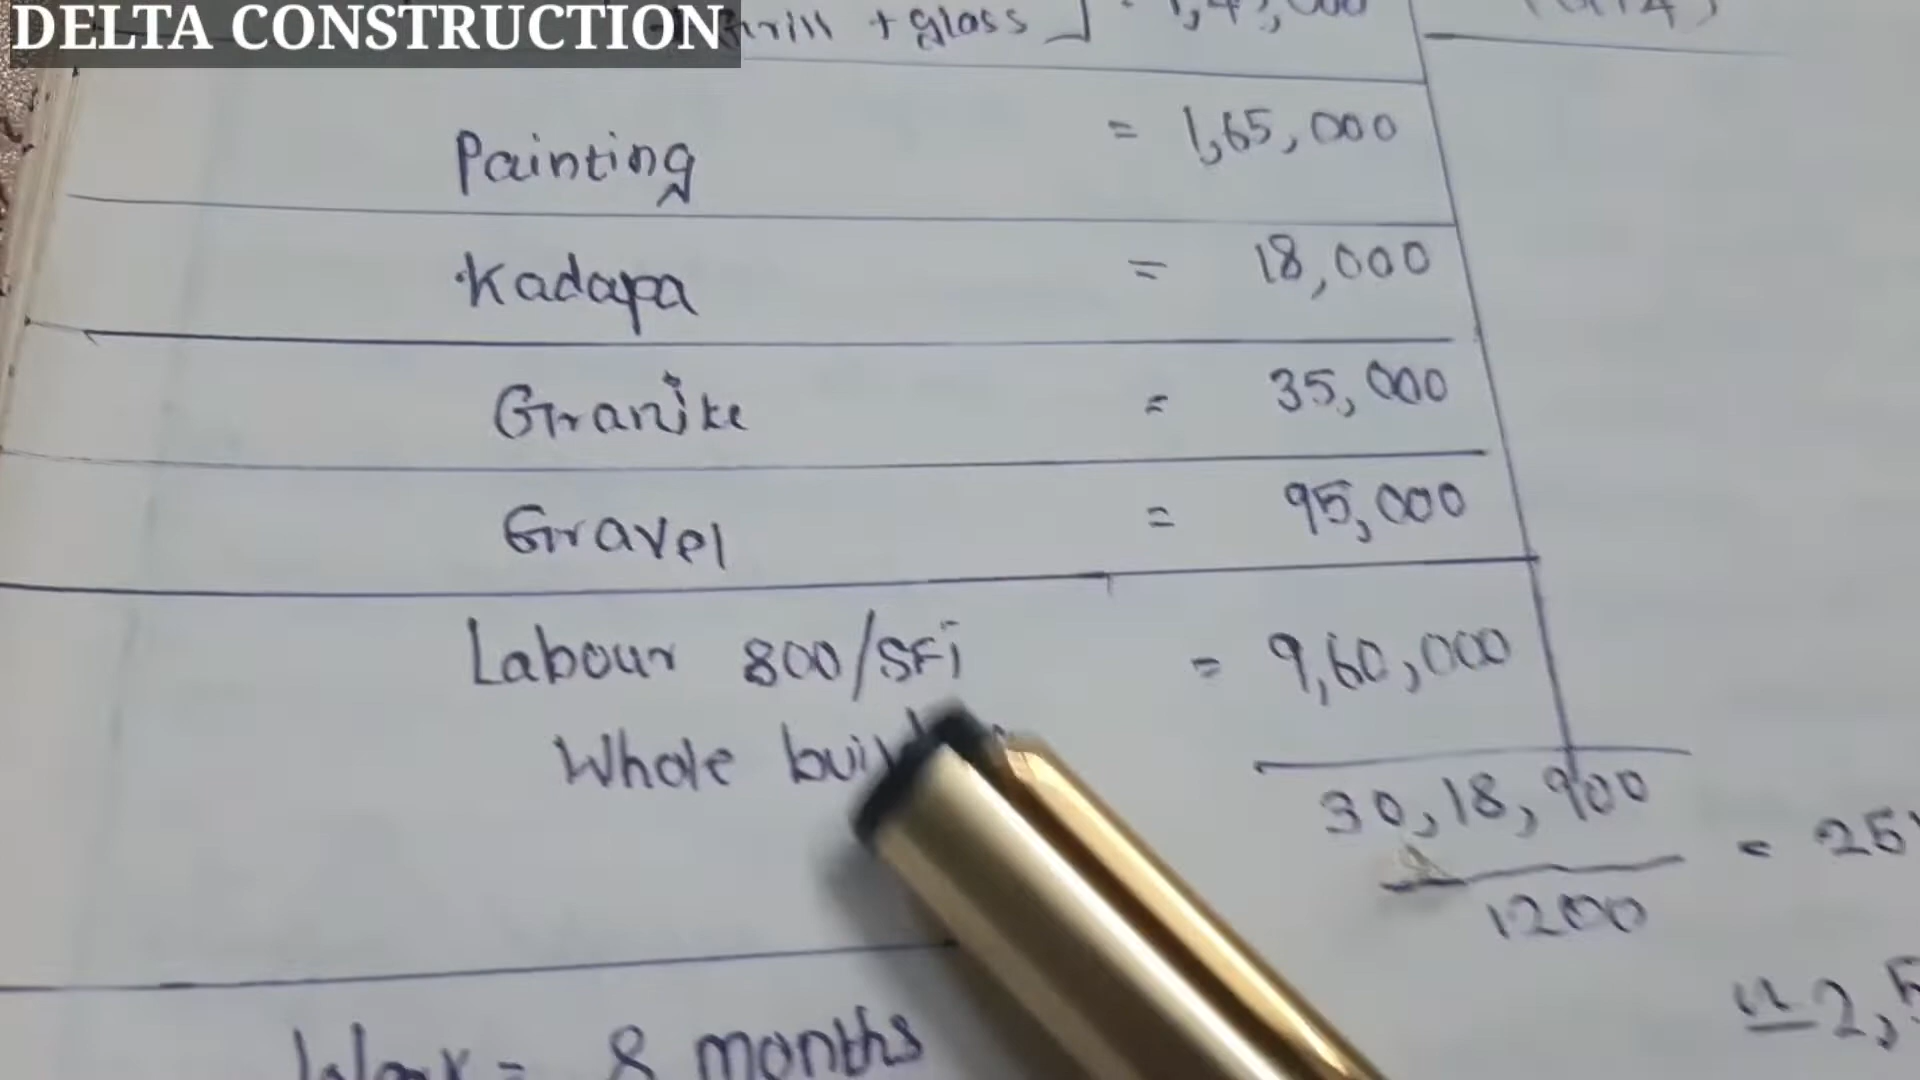 DELTA CONSTRUCTION
+ glass ]
Painting = 1,65,000
Kadapa = 18,000
Granite = 35,000
Gravel = 95,000
Labour 800/SFT = 9,60,000
Whole
30,18,900
1200
= 25
8 months